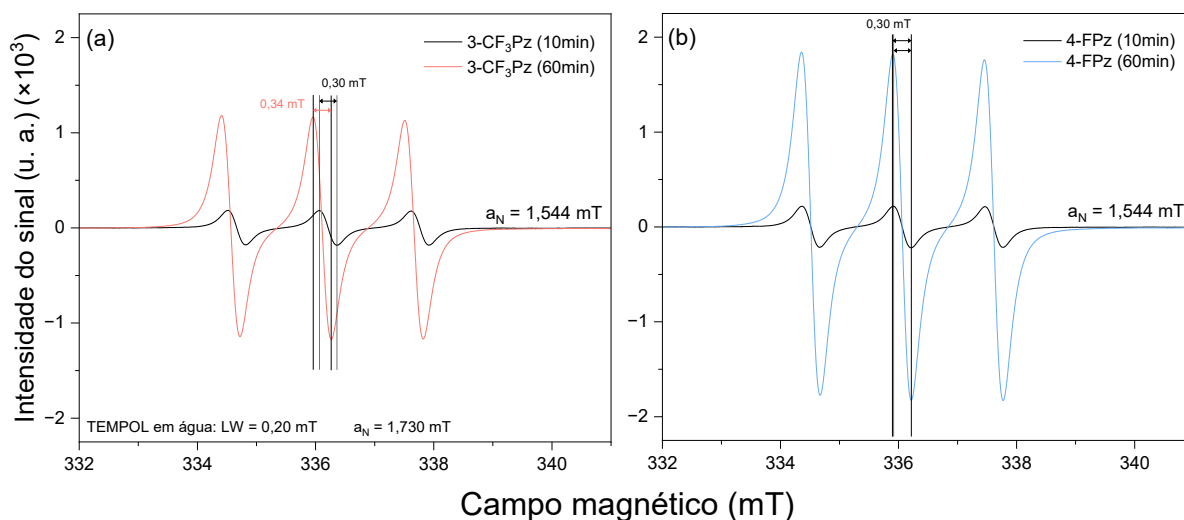 Intensidade do sinal (u. a.) (×10³)
(a)
3-CF₃Pz (10min)
3-CF₃Pz (60min)
0,30 mT
0,34 mT
a_N = 1,544 mT
TEMPOL em água: LW = 0,20 mT a_N = 1,730 mT
2
1
0
−1
−2
332 334 336 338 340
(b)
0,30 mT
4-FPz (10min)
4-FPz (60min)
a_N = 1,544 mT
2
1
0
−1
−2
332 334 336 338 340
Campo magnético (mT)